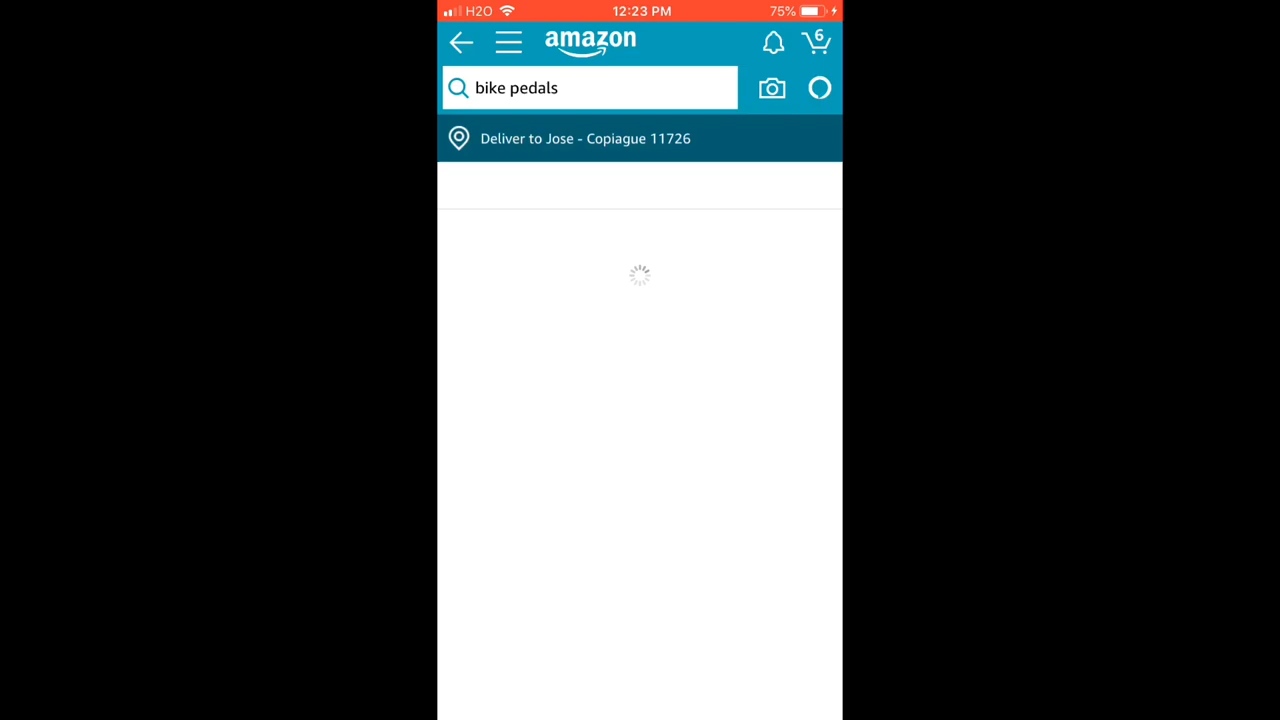 H2O 12:23 PM 75%
amazon 6
bike pedals
Deliver to Jose - Copiague 11726